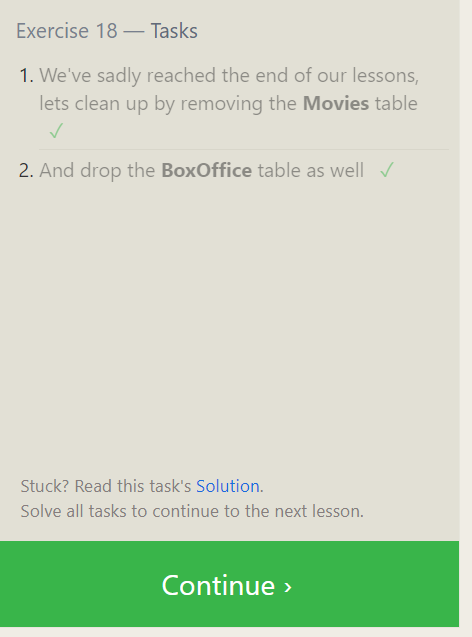 Exercise 18 — Tasks
1. We've sadly reached the end of our lessons,
lets clean up by removing the Movies table
✓
2. And drop the BoxOffice table as well ✓
Stuck? Read this task's Solution.
Solve all tasks to continue to the next lesson.
Continue ›